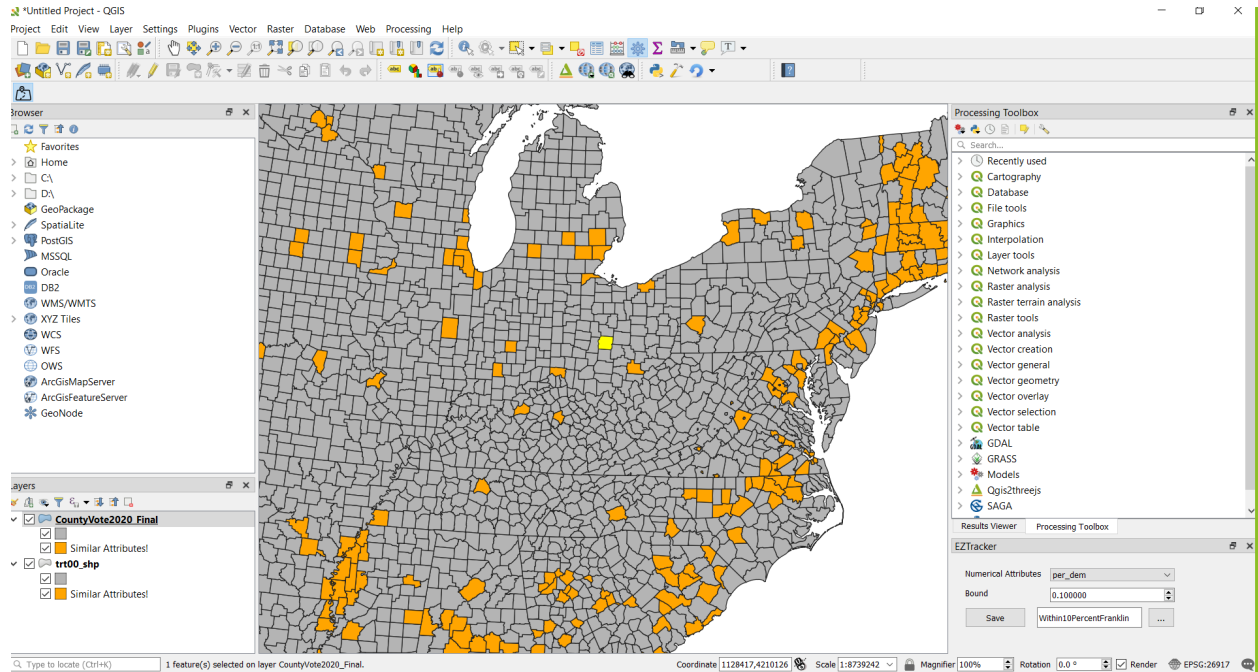 *Untitled Project - QGIS
Project Edit View Layer Settings Plugins Vector Raster Database Web Processing Help
Browser
Favorites
Home
C:\
D:\
GeoPackage
SpatiaLite
PostGIS
MSSQL
Oracle
DB2
WMS/WMTS
XYZ Tiles
WCS
WFS
OWS
ArcGisMapServer
ArcGisFeatureServer
GeoNode
Layers
CountyVote2020_Final
Similar Attributes!
trt00_shp
Similar Attributes!
Processing Toolbox
Search...
Recently used
Cartography
Database
File tools
Graphics
Interpolation
Layer tools
Network analysis
Raster analysis
Raster terrain analysis
Raster tools
Vector analysis
Vector creation
Vector general
Vector geometry
Vector overlay
Vector selection
Vector table
GDAL
GRASS
Models
Qgis2threejs
SAGA
Results Viewer Processing Toolbox
EZTracker
Numerical Attributes per_dem
Bound 0.100000
Save Within10PercentFranklin ...
Type to locate (Ctrl+K) 1 feature(s) selected on layer CountyVote2020_Final. Coordinate 1128417,4210126 Scale 1:8739242 Magnifier 100% Rotation 0.0 ° Render EPSG:26917